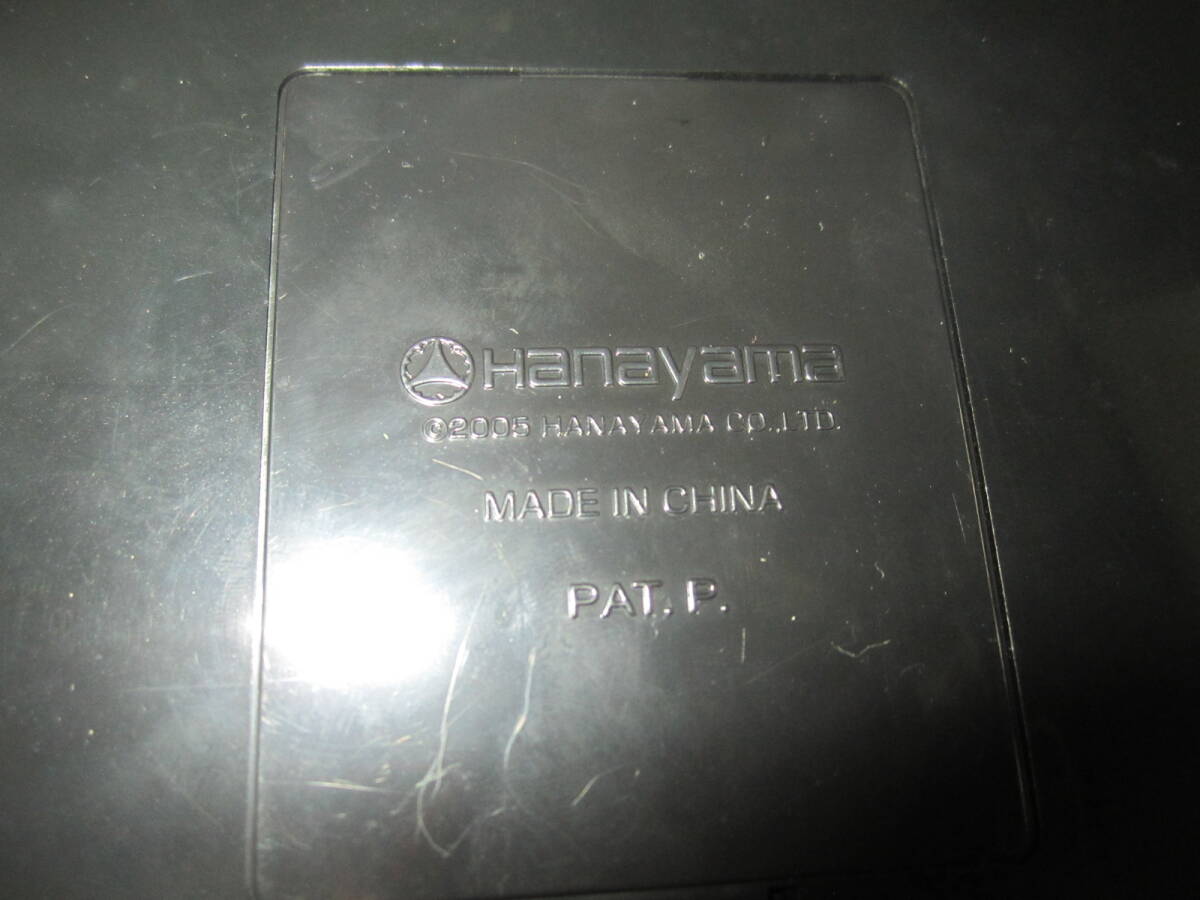 Hanayama
©2005 HANAYAMA CO.,LTD.
MADE IN CHINA
PAT. P.